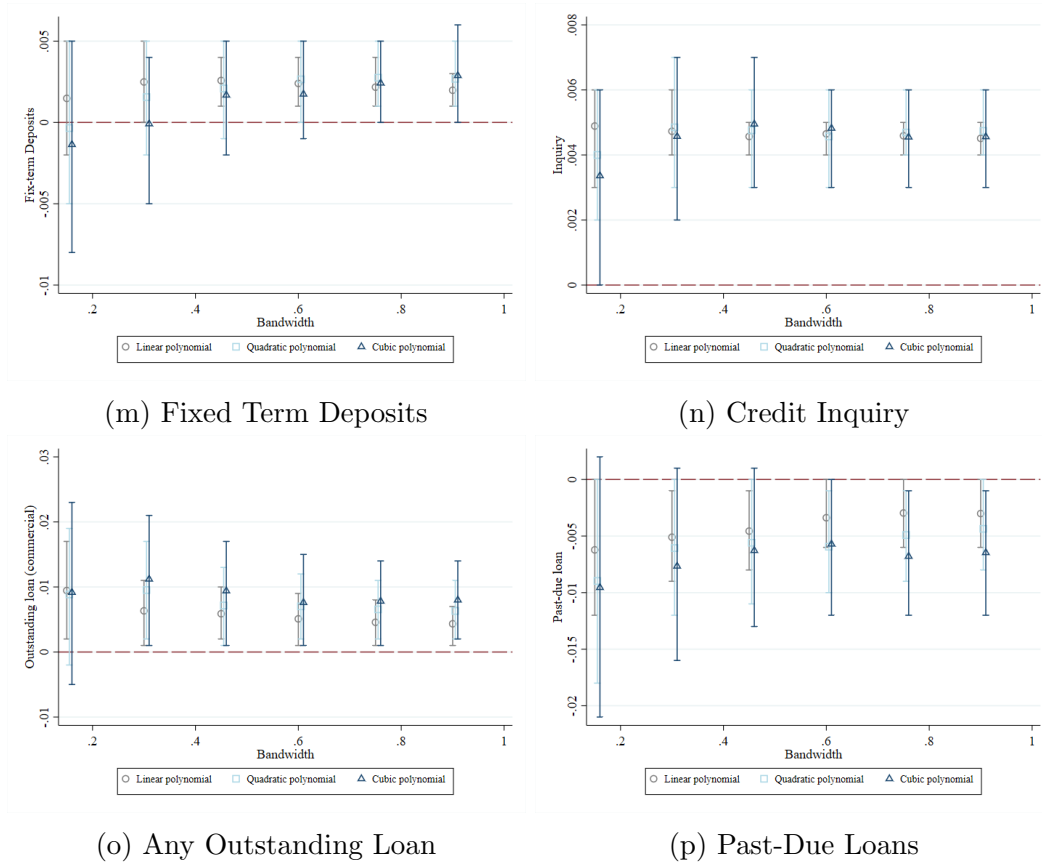 .005
0
-.005
-.01
Fix-term Deposits
.2 .4 .6 .8 1
Bandwidth
Linear polynomial Quadratic polynomial Cubic polynomial
(m) Fixed Term Deposits
.008
.006
.004
.002
0
Inquiry
.2 .4 .6 .8 1
Bandwidth
Linear polynomial Quadratic polynomial Cubic polynomial
(n) Credit Inquiry
.03
.02
.01
0
-.01
Outstanding loan (commercial)
.2 .4 .6 .8 1
Bandwidth
Linear polynomial Quadratic polynomial Cubic polynomial
(o) Any Outstanding Loan
0
-.005
-.01
-.015
-.02
Past-due loan
.2 .4 .6 .8 1
Bandwidth
Linear polynomial Quadratic polynomial Cubic polynomial
(p) Past-Due Loans